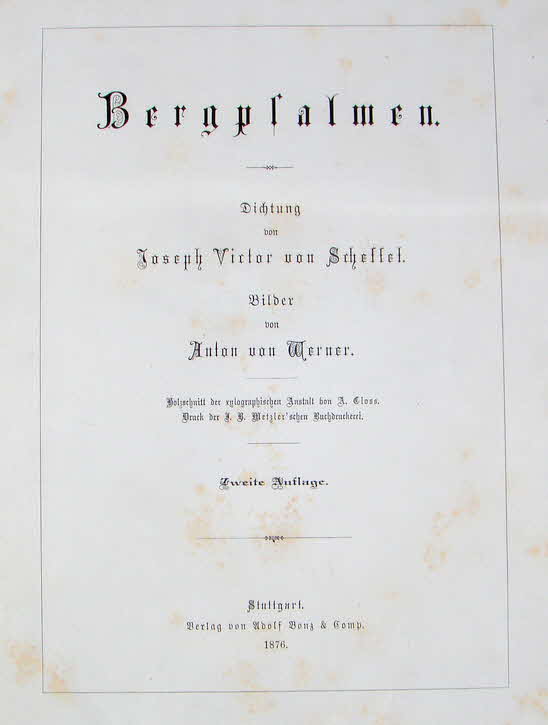 Bergpſalmen.
Dichtung
von
Joseph Victor von Scheffel.
Bilder
von
Anton von Werner.
Holzschnitt der xylographischen Anstalt von A. Closs.
Druck der J. B. Metzler'schen Buchdruckerei.
Zweite Auflage.
Stuttgart.
Verlag von Adolf Bonz & Comp.
1876.